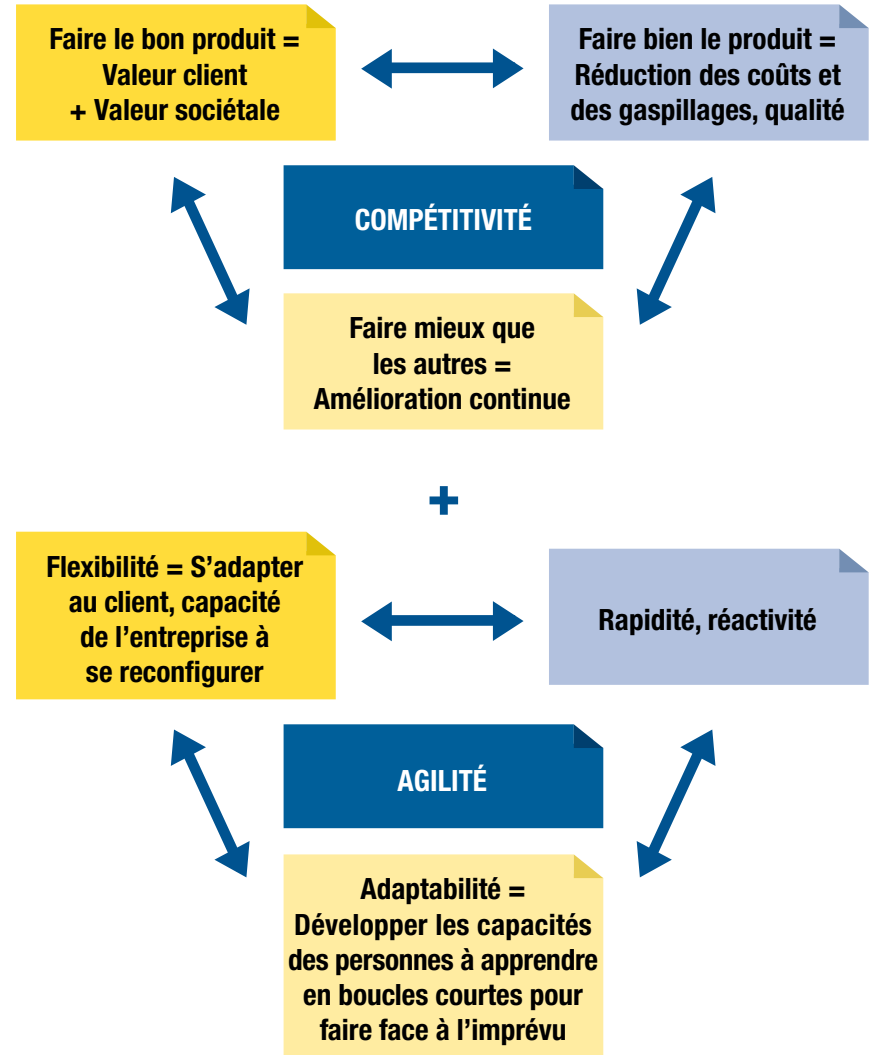 Faire le bon produit =
Valeur client
+ Valeur sociétale
Faire bien le produit =
Réduction des coûts et
des gaspillages, qualité
COMPÉTITIVITÉ
Faire mieux que
les autres =
Amélioration continue
+
Flexibilité = S’adapter
au client, capacité
de l’entreprise à
se reconfigurer
Rapidité, réactivité
AGILITÉ
Adaptabilité =
Développer les capacités
des personnes à apprendre
en boucles courtes pour
faire face à l’imprévu